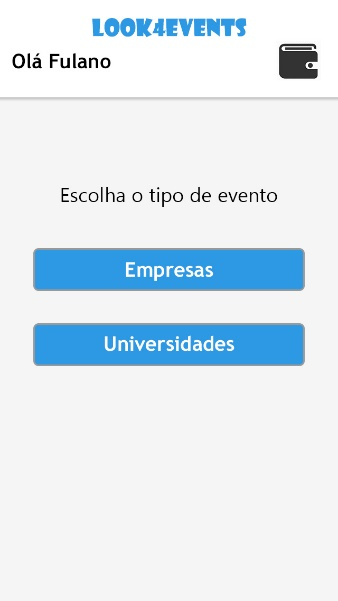 LOOK4EVENTS
Olá Fulano
Escolha o tipo de evento
Empresas
Universidades